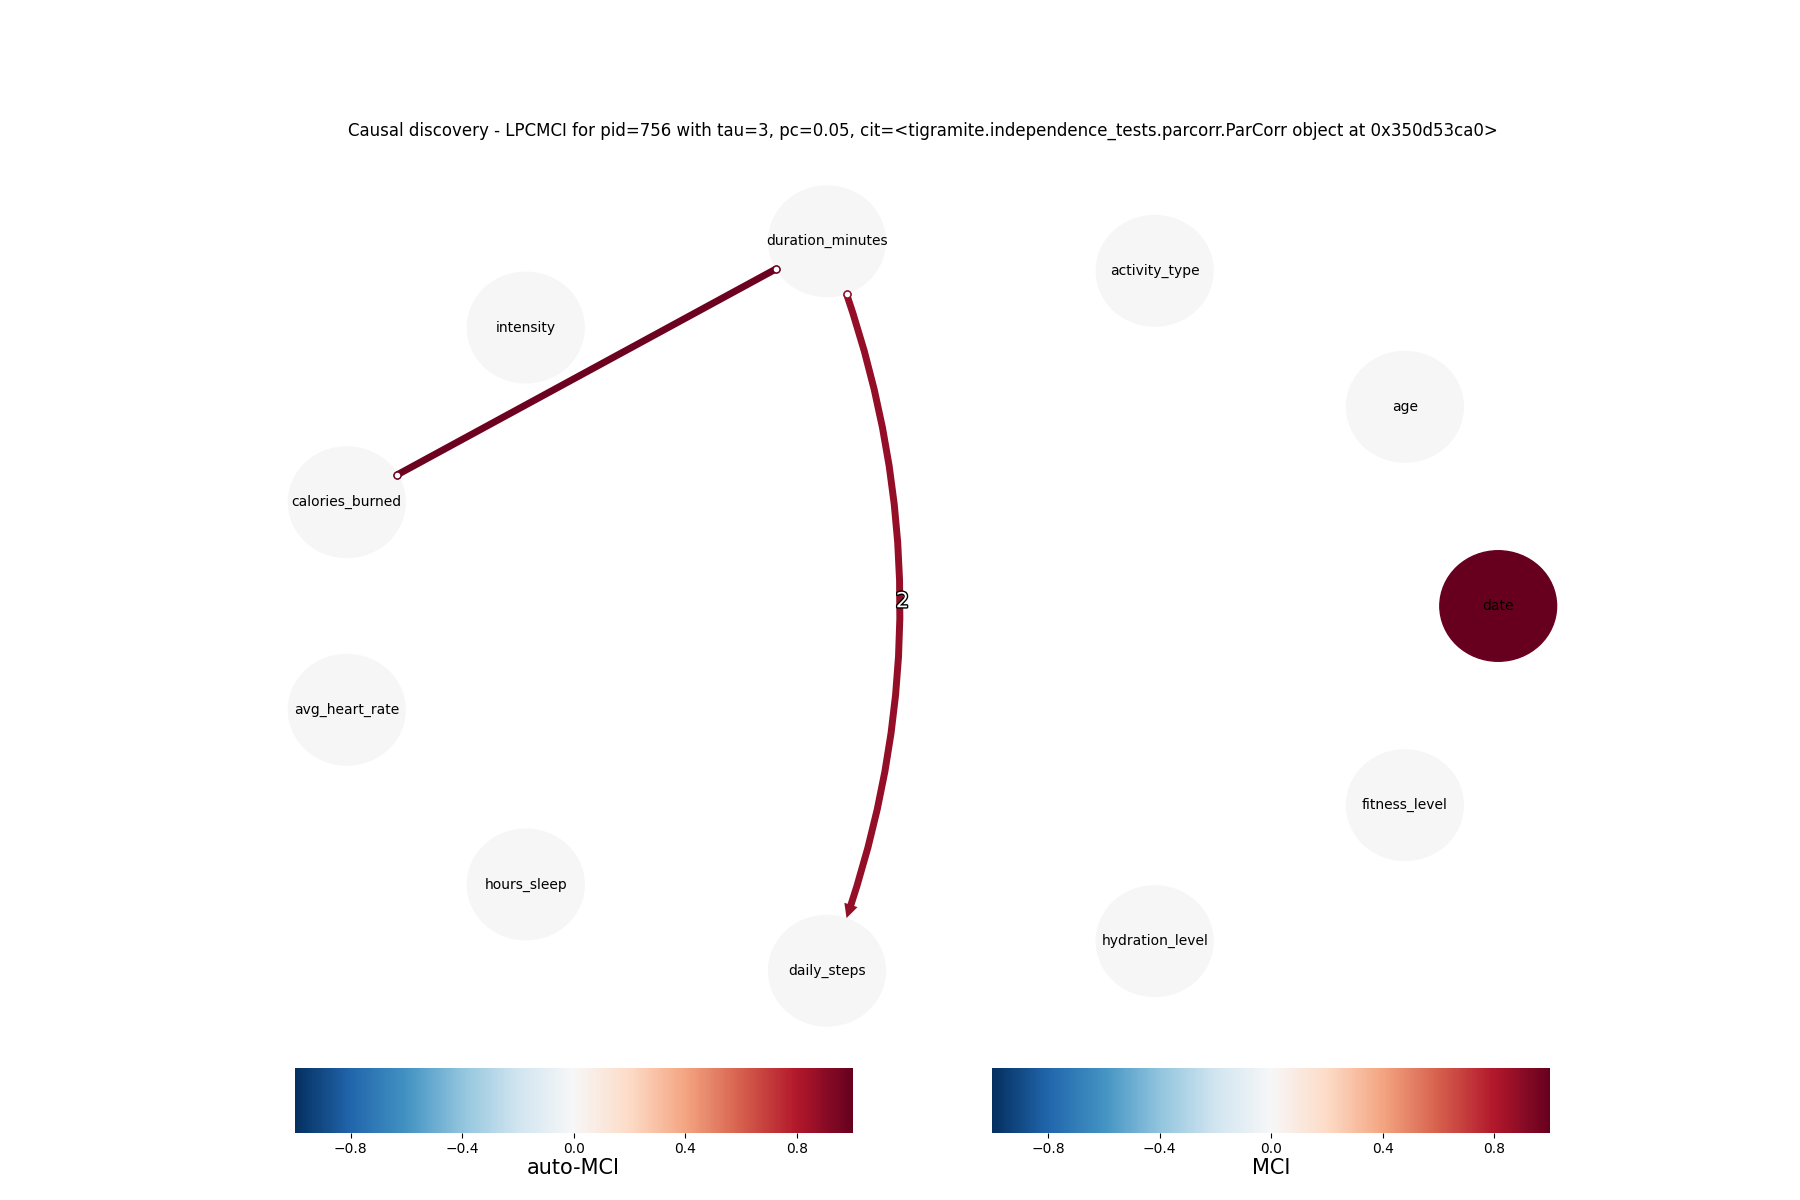 Causal discovery - LPCMCI for pid=756 with tau=3, pc=0.05, cit=<tigramite.independence_tests.parcorr.ParCorr object at 0x350d53ca0>
duration_minutes
activity_type
intensity
age
calories_burned
date
2
avg_heart_rate
fitness_level
hours_sleep
hydration_level
daily_steps
−0.8 −0.4 0.0 0.4 0.8
auto-MCI
−0.8 −0.4 0.0 0.4 0.8
MCI